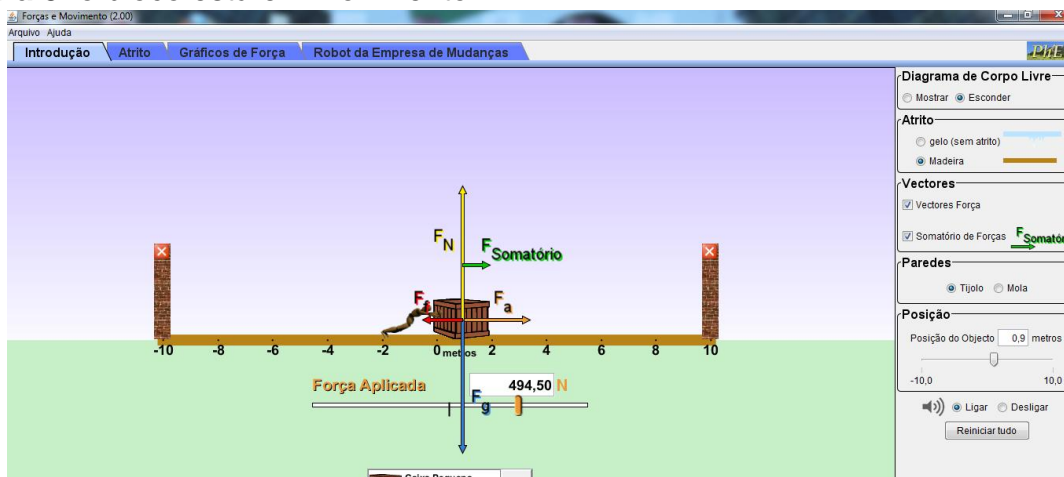 Forças e Movimento (2.00)
Arquivo Ajuda
Introdução Atrito Gráficos de Força Robot da Empresa de Mudanças
Diagrama de Corpo Livre
Mostrar Esconder
Atrito
gelo (sem atrito)
Madeira
Vectores
Vectores Força
Somatório de Forças F
Paredes
Tijolo Mola
Posição
Posição do Objecto 0,9 metros
-10,0 10,0
Ligar Desligar
Reiniciar tudo
F N
F Somatório
F a
-10 -8 -6 -4 -2 0 metros 2 4 6 8 10
Força Aplicada 494,50 N
F g